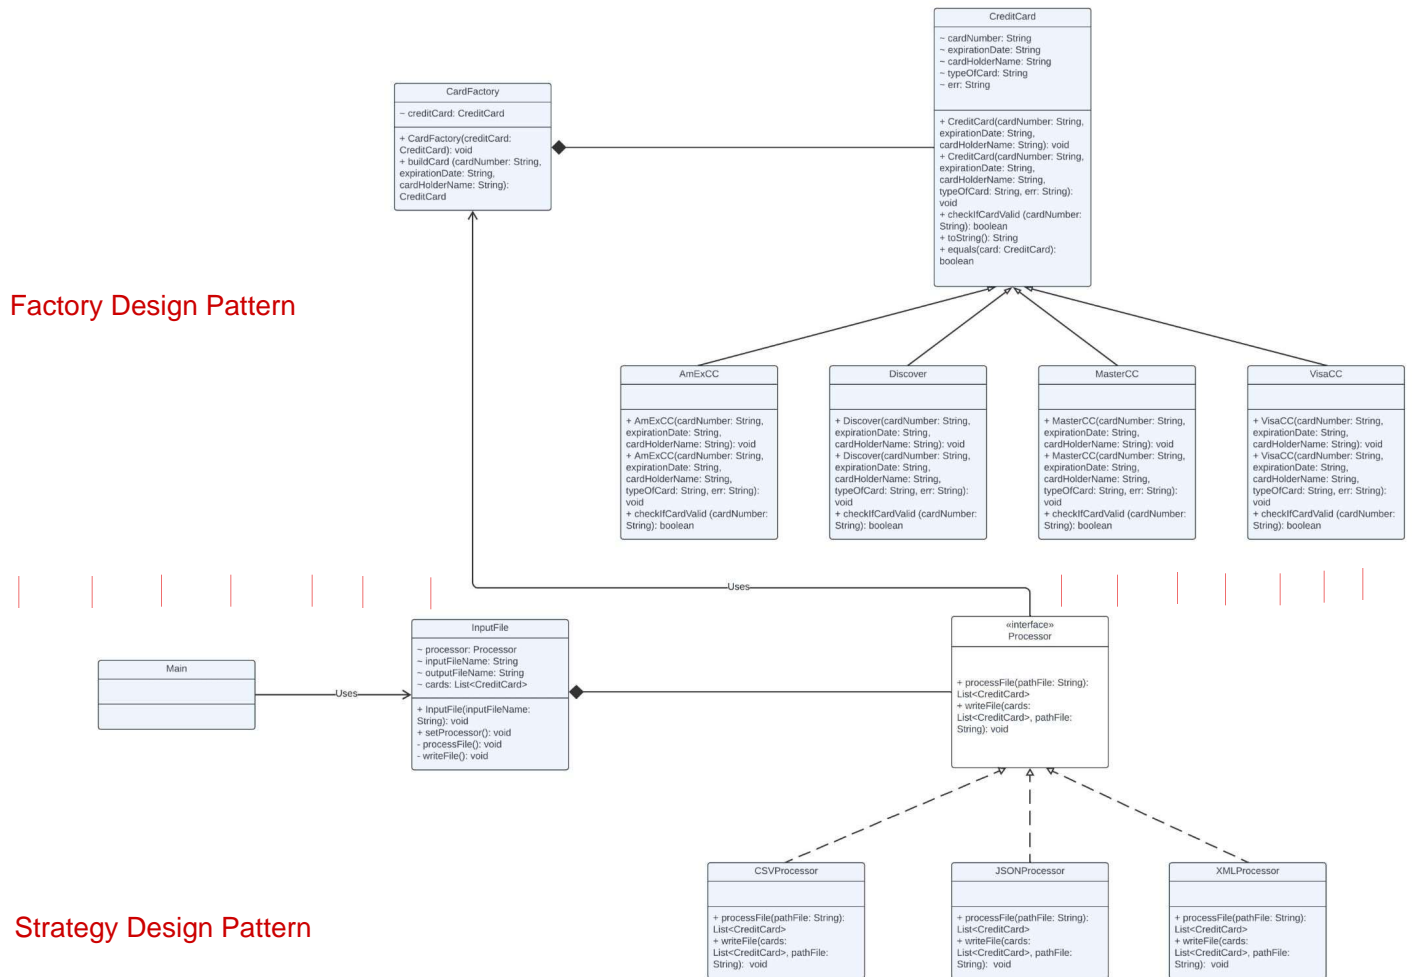 CreditCard
~ cardNumber: String
~ expirationDate: String
~ cardHolderName: String
~ typeOfCard: String
~ err: String
+ CreditCard(cardNumber: String,
expirationDate: String,
cardHolderName: String): void
+ CreditCard(cardNumber: String,
expirationDate: String,
cardHolderName: String,
typeOfCard: String, err: String):
void
+ checkIfCardValid (cardNumber:
String): boolean
+ toString(): String
+ equals(card: CreditCard):
boolean
CardFactory
~ creditCard: CreditCard
+ CardFactory(creditCard:
CreditCard): void
+ buildCard (cardNumber: String,
expirationDate: String,
cardHolderName: String):
CreditCard
Factory Design Pattern
AmExCC
+ AmExCC(cardNumber: String,
expirationDate: String,
cardHolderName: String): void
+ AmExCC(cardNumber: String,
expirationDate: String,
cardHolderName: String,
typeOfCard: String, err: String):
void
+ checkIfCardValid (cardNumber:
String): boolean
Discover
+ Discover(cardNumber: String,
expirationDate: String,
cardHolderName: String): void
+ Discover(cardNumber: String,
expirationDate: String,
cardHolderName: String,
typeOfCard: String, err: String):
void
+ checkIfCardValid (cardNumber:
String): boolean
MasterCC
+ MasterCC(cardNumber: String,
expirationDate: String,
cardHolderName: String): void
+ MasterCC(cardNumber: String,
expirationDate: String,
cardHolderName: String,
typeOfCard: String, err: String):
void
+ checkIfCardValid (cardNumber:
String): boolean
VisaCC
+ VisaCC(cardNumber: String,
expirationDate: String,
cardHolderName: String): void
+ VisaCC(cardNumber: String,
expirationDate: String,
cardHolderName: String,
typeOfCard: String, err: String):
void
+ checkIfCardValid (cardNumber:
String): boolean
Uses
Main
Uses
InputFile
~ processor: Processor
~ inputFileName: String
~ outputFileName: String
~ cards: List<CreditCard>
+ InputFile(inputFileName:
String): void
+ setProcessor(): void
- processFile(): void
- writeFile(): void
«interface»
Processor
+ processFile(pathFile: String):
List<CreditCard>
+ writeFile(cards:
List<CreditCard>, pathFile:
String): void
Strategy Design Pattern
CSVProcessor
+ processFile(pathFile: String):
List<CreditCard>
+ writeFile(cards:
List<CreditCard>, pathFile:
String): void
JSONProcessor
+ processFile(pathFile: String):
List<CreditCard>
+ writeFile(cards:
List<CreditCard>, pathFile:
String): void
XMLProcessor
+ processFile(pathFile: String):
List<CreditCard>
+ writeFile(cards:
List<CreditCard>, pathFile:
String): void